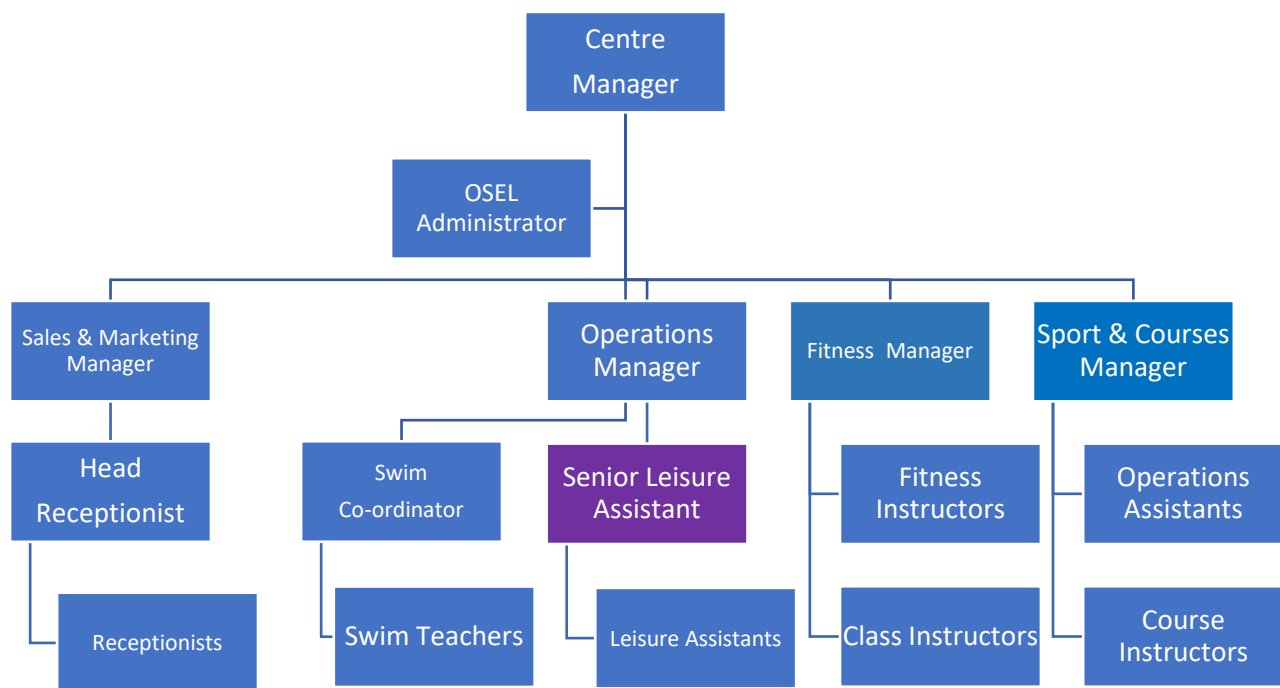 Centre
Manager
OSEL
Administrator
Sales & Marketing
Manager
Operations
Manager
Fitness Manager
Sport & Courses
Manager
Head
Receptionist
Swim
Co-ordinator
Senior Leisure
Assistant
Fitness
Instructors
Operations
Assistants
Receptionists
Swim Teachers
Leisure Assistants
Class Instructors
Course
Instructors